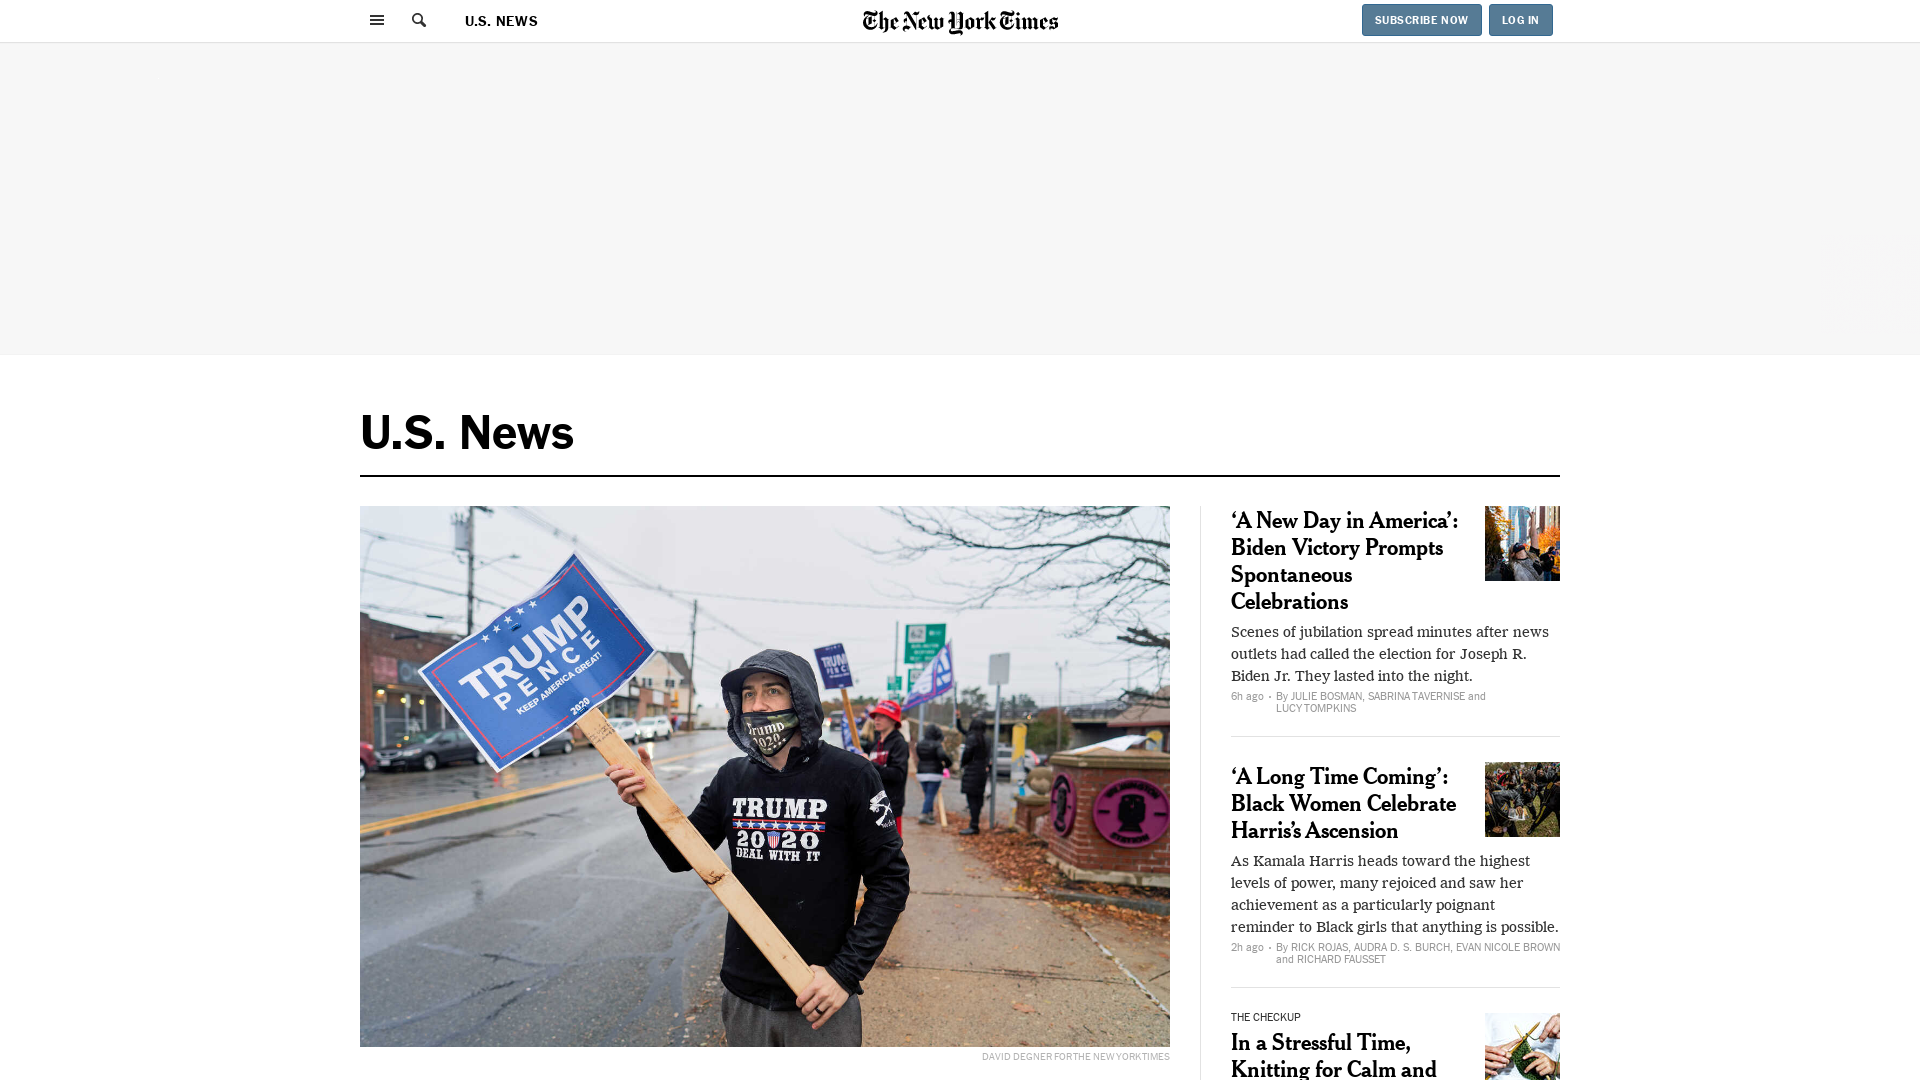 U.S. NEWS
The New York Times
SUBSCRIBE NOW
LOG IN
U.S. News
TRUMP
PENCE
KEEP AMERICA GREAT!
2020
TRUMP
PENCE
62
Trump
2020
TRUMP
2020
DEAL WITH IT
DAVID DEGNER FOR THE NEW YORK TIMES
‘A New Day in America’:
Biden Victory Prompts
Spontaneous
Celebrations
Scenes of jubilation spread minutes after news
outlets had called the election for Joseph R.
Biden Jr. They lasted into the night.
6h ago • By JULIE BOSMAN, SABRINA TAVERNISE and
LUCY TOMPKINS
‘A Long Time Coming’:
Black Women Celebrate
Harris’s Ascension
As Kamala Harris heads toward the highest
levels of power, many rejoiced and saw her
achievement as a particularly poignant
reminder to Black girls that anything is possible.
2h ago • By RICK ROJAS, AUDRA D. S. BURCH, EVAN NICOLE BROWN
and RICHARD FAUSSET
THE CHECKUP
In a Stressful Time,
Knitting for Calm and